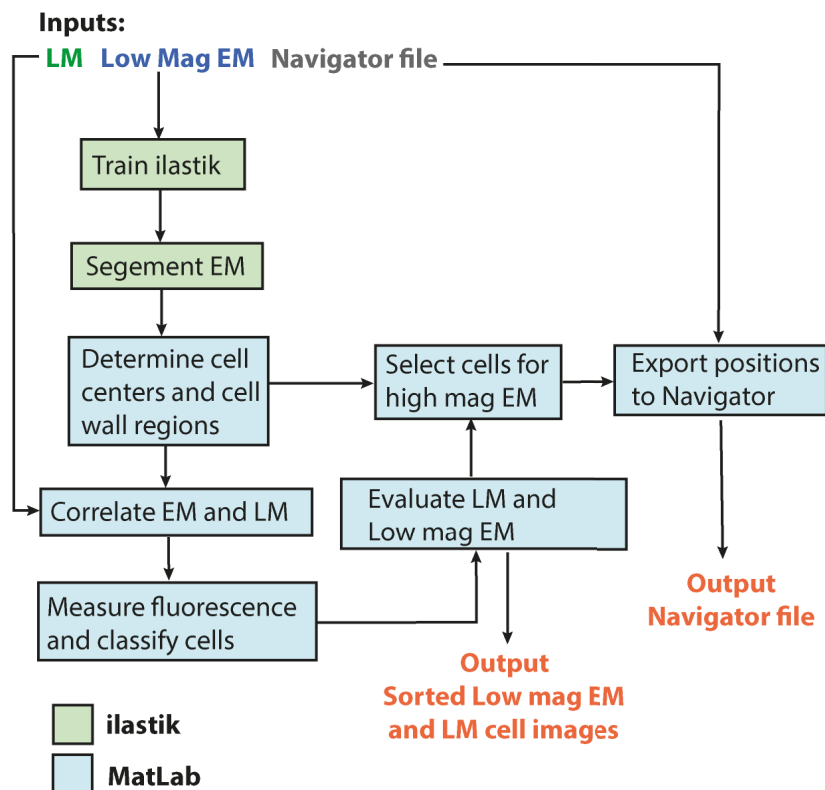 Inputs:
LM Low Mag EM Navigator file
Train ilastik
Segement EM
Determine cell
centers and cell
wall regions
Select cells for
high mag EM
Export positions
to Navigator
Correlate EM and LM
Evaluate LM and
Low mag EM
Measure fluorescence
and classify cells
Output
Navigator file
Output
Sorted Low mag EM
and LM cell images
ilastik
MatLab